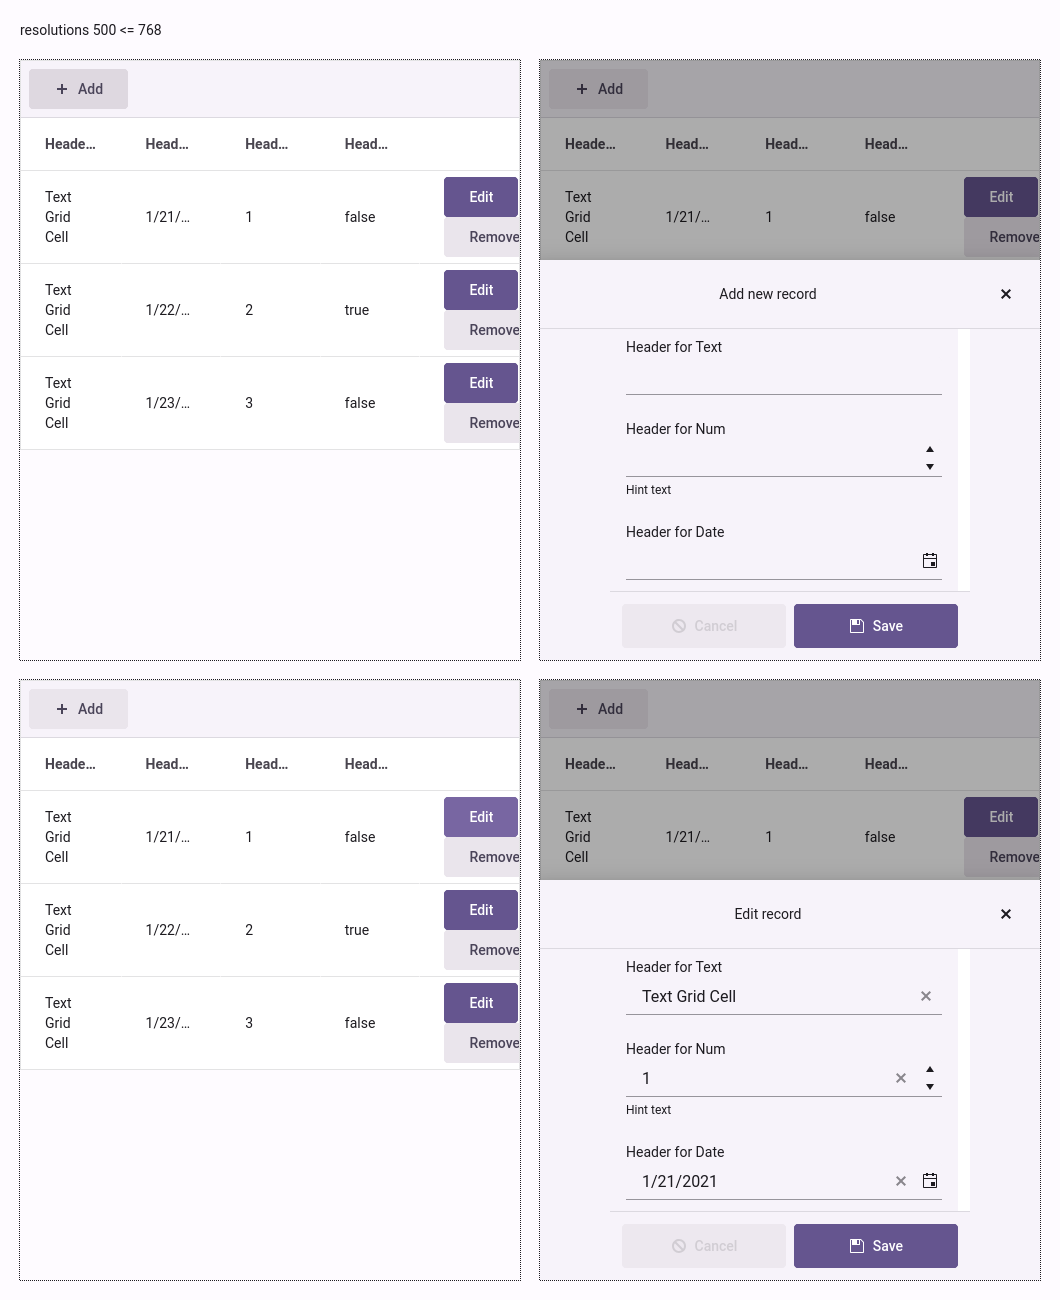 resolutions 500 <= 768
Add
Heade... Head... Head... Head...
Text
Grid
Cell
1/21/... 1 false
Edit
Remove
Text
Grid
Cell
1/22/... 2 true
Edit
Remove
Text
Grid
Cell
1/23/... 3 false
Edit
Remove
Add
Heade... Head... Head... Head...
Text
Grid
Cell
1/21/... 1 false
Edit
Remove
Add new record
Header for Text
Header for Num
Hint text
Header for Date
Cancel Save
Add
Heade... Head... Head... Head...
Text
Grid
Cell
1/21/... 1 false
Edit
Remove
Text
Grid
Cell
1/22/... 2 true
Edit
Remove
Text
Grid
Cell
1/23/... 3 false
Edit
Remove
Add
Heade... Head... Head... Head...
Text
Grid
Cell
1/21/... 1 false
Edit
Remove
Edit record
Header for Text
Text Grid Cell
Header for Num
1
Hint text
Header for Date
1/21/2021
Cancel Save